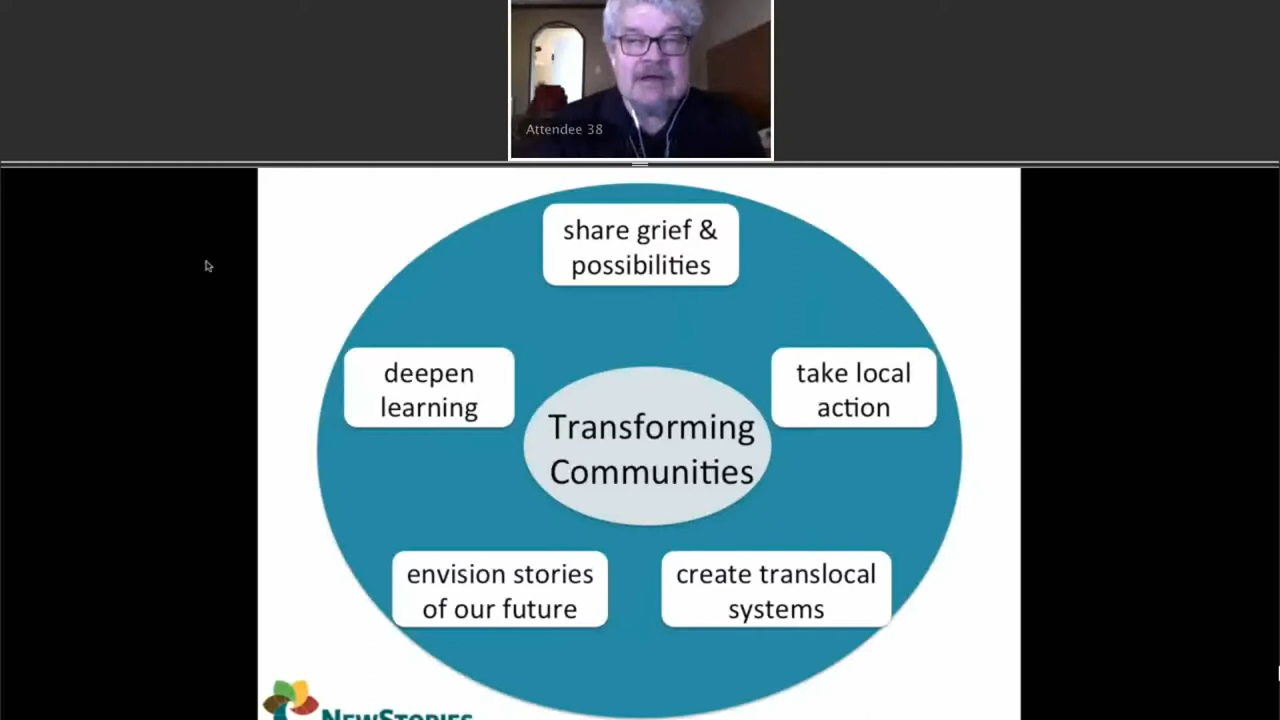 Attendee 38
share grief &
possibilities
deepen
learning
take local
action
Transforming
Communities
envision stories
of our future
create translocal
systems
NEWSTORIES